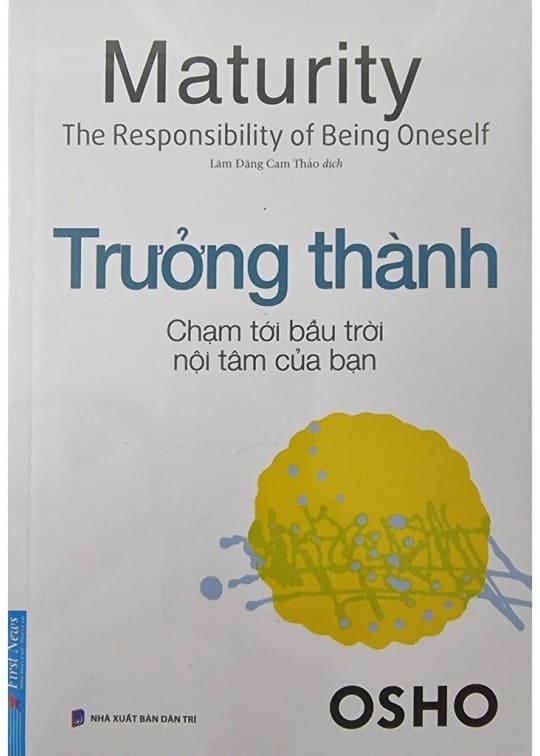 Maturity
The Responsibility of Being Oneself
Lâm Đặng Cam Thảo dịch
Trưởng thành
Chạm tới bầu trời
nội tâm của bạn
First News
NHÀ XUẤT BẢN DÂN TRÍ
OSHO